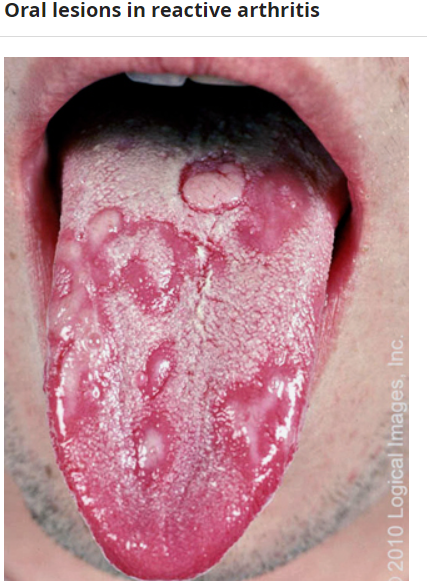 Oral lesions in reactive arthritis
© 2010 Logical Images, Inc.